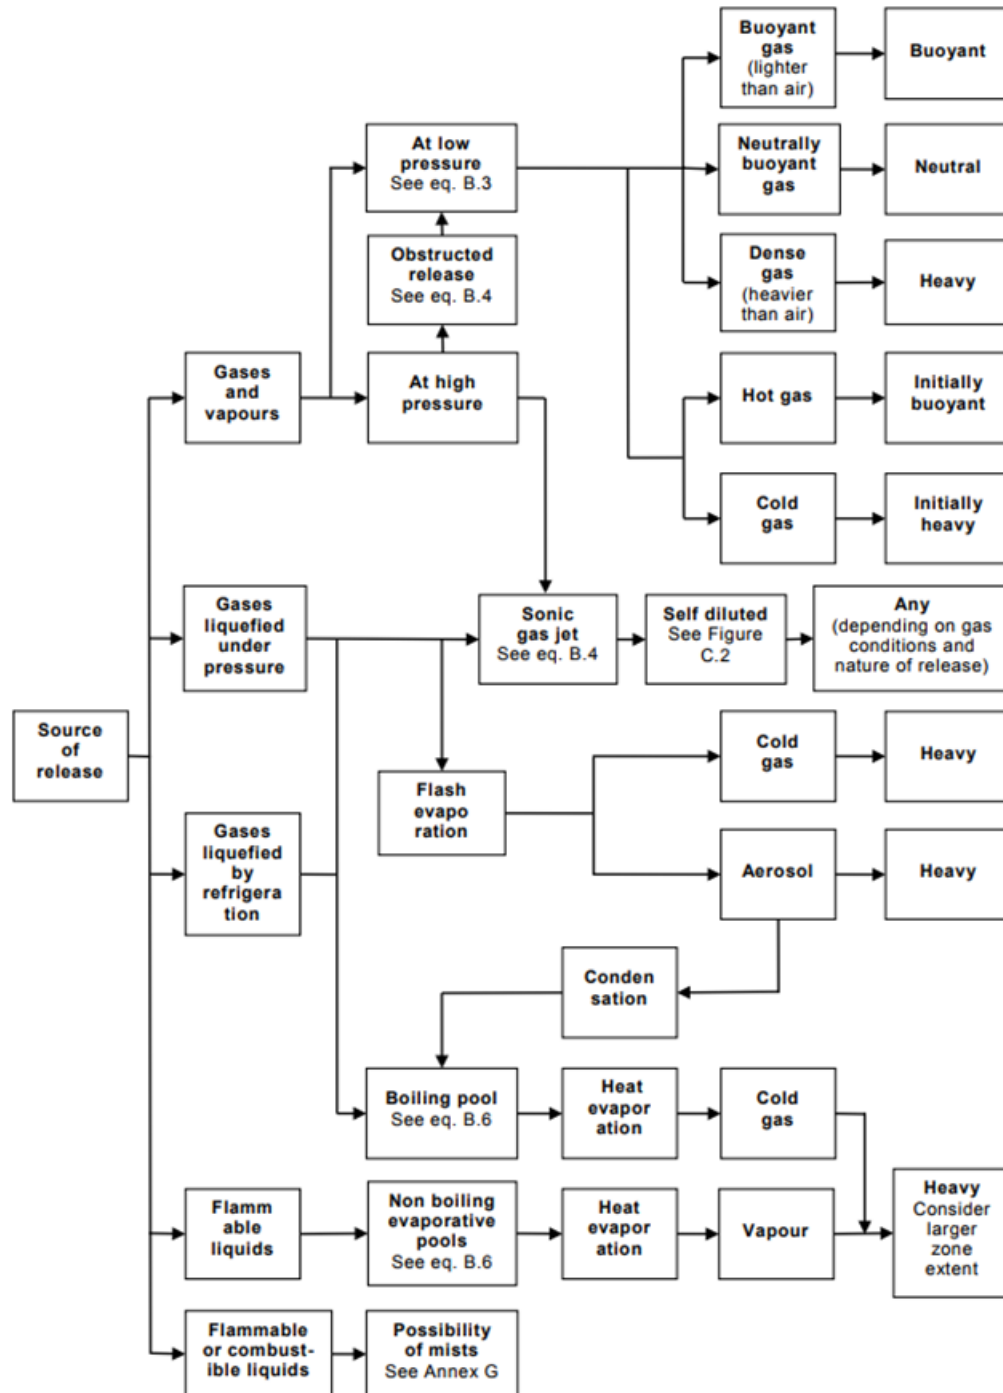 Buoyant
gas
(lighter
than air)
Buoyant
At low
pressure
See eq. B.3
Neutrally
buoyant
gas
Neutral
Obstructed
release
See eq. B.4
Dense
gas
(heavier
than air)
Heavy
Gases
and
vapours
At high
pressure
Hot gas
Initially
buoyant
Cold
gas
Initially
heavy
Gases
liquefied
under
pressure
Sonic
gas jet
See eq. B.4
Self diluted
See Figure
C.2
Any
(depending on gas
conditions and
nature of release)
Source
of
release
Flash
evapo
ration
Cold
gas
Heavy
Gases
liquefied
by
refrigera
tion
Aerosol
Heavy
Conden
sation
Boiling pool
See eq. B.6
Heat
evapor
ation
Cold
gas
Flamm
able
liquids
Non boiling
evaporative
pools
See eq. B.6
Heat
evapor
ation
Vapour
Heavy
Consider
larger
zone
extent
Flammable
or combust-
ible liquids
Possibility
of mists
See Annex G